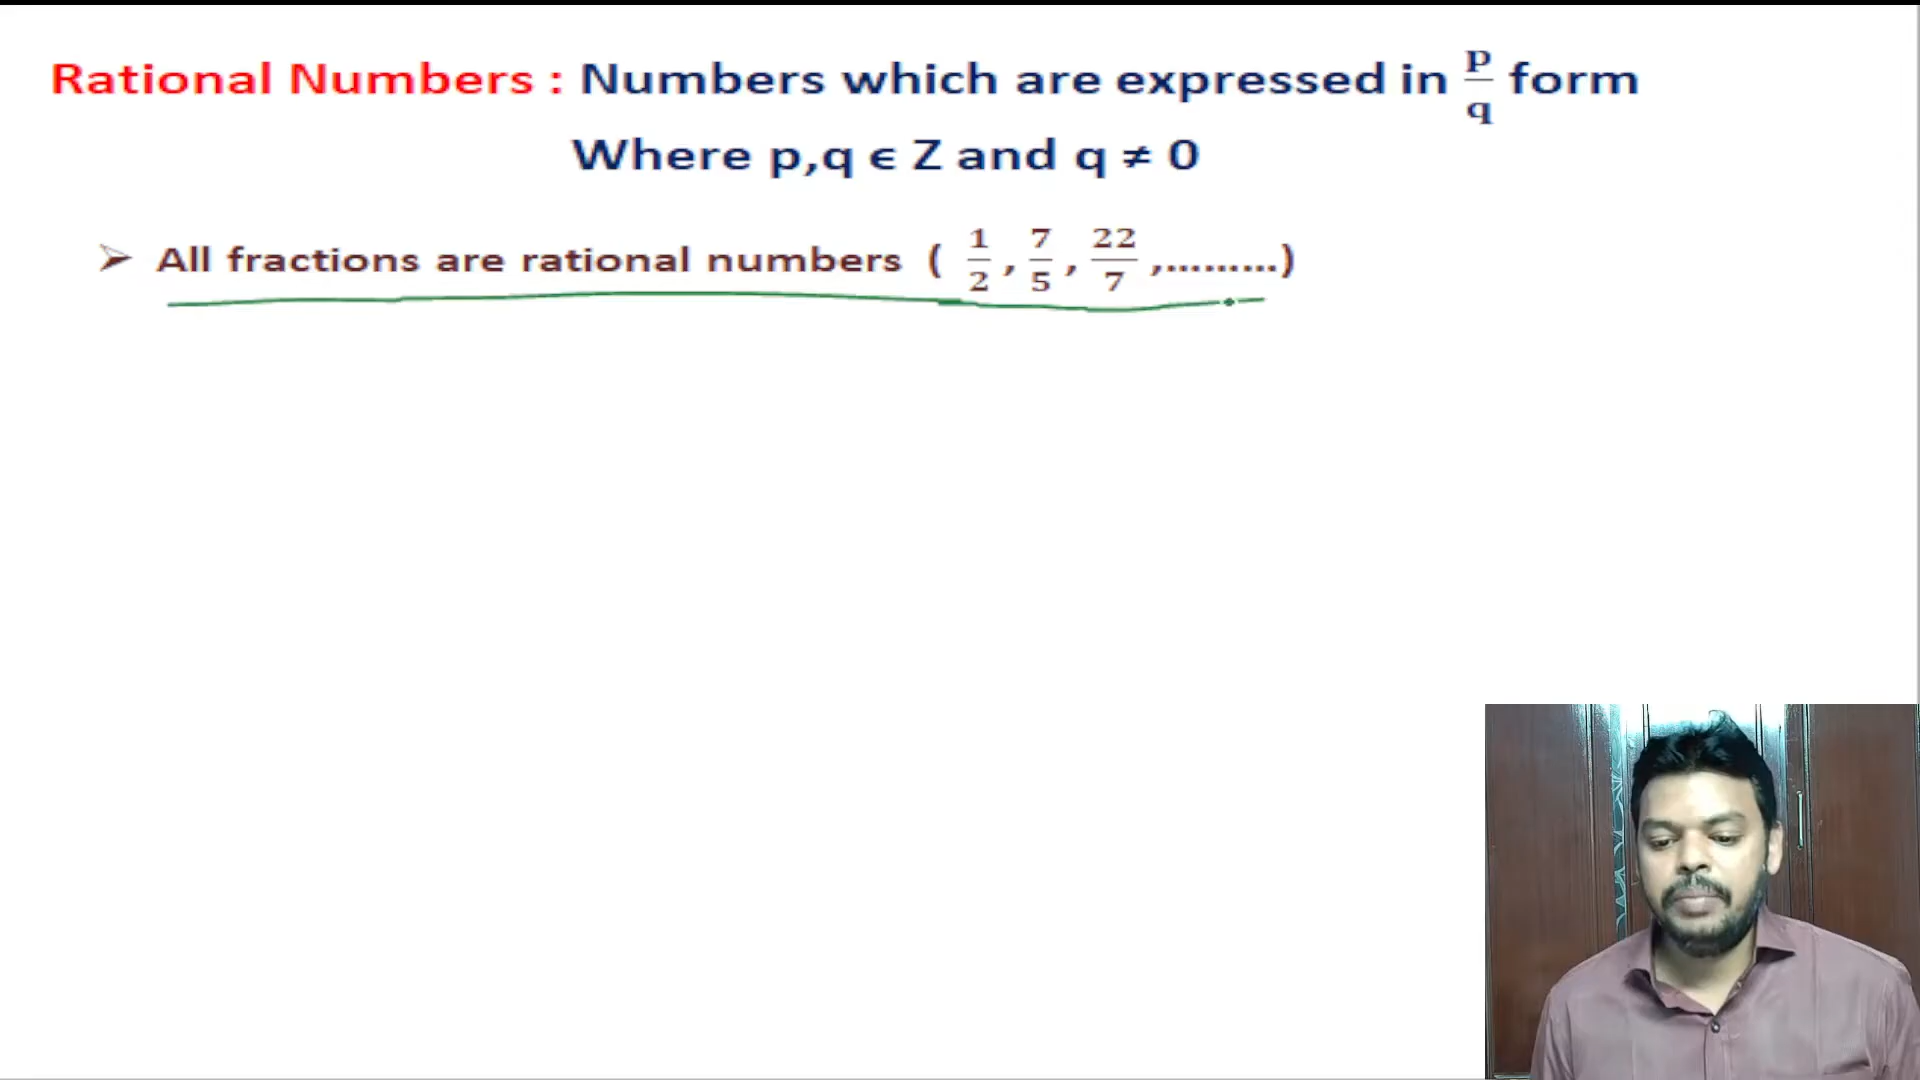 Rational Numbers : Numbers which are expressed in p/q form
Where p,q ϵ Z and q ≠ 0
➢ All fractions are rational numbers ( 1/2 , 7/5 , 22/7 ,.........)